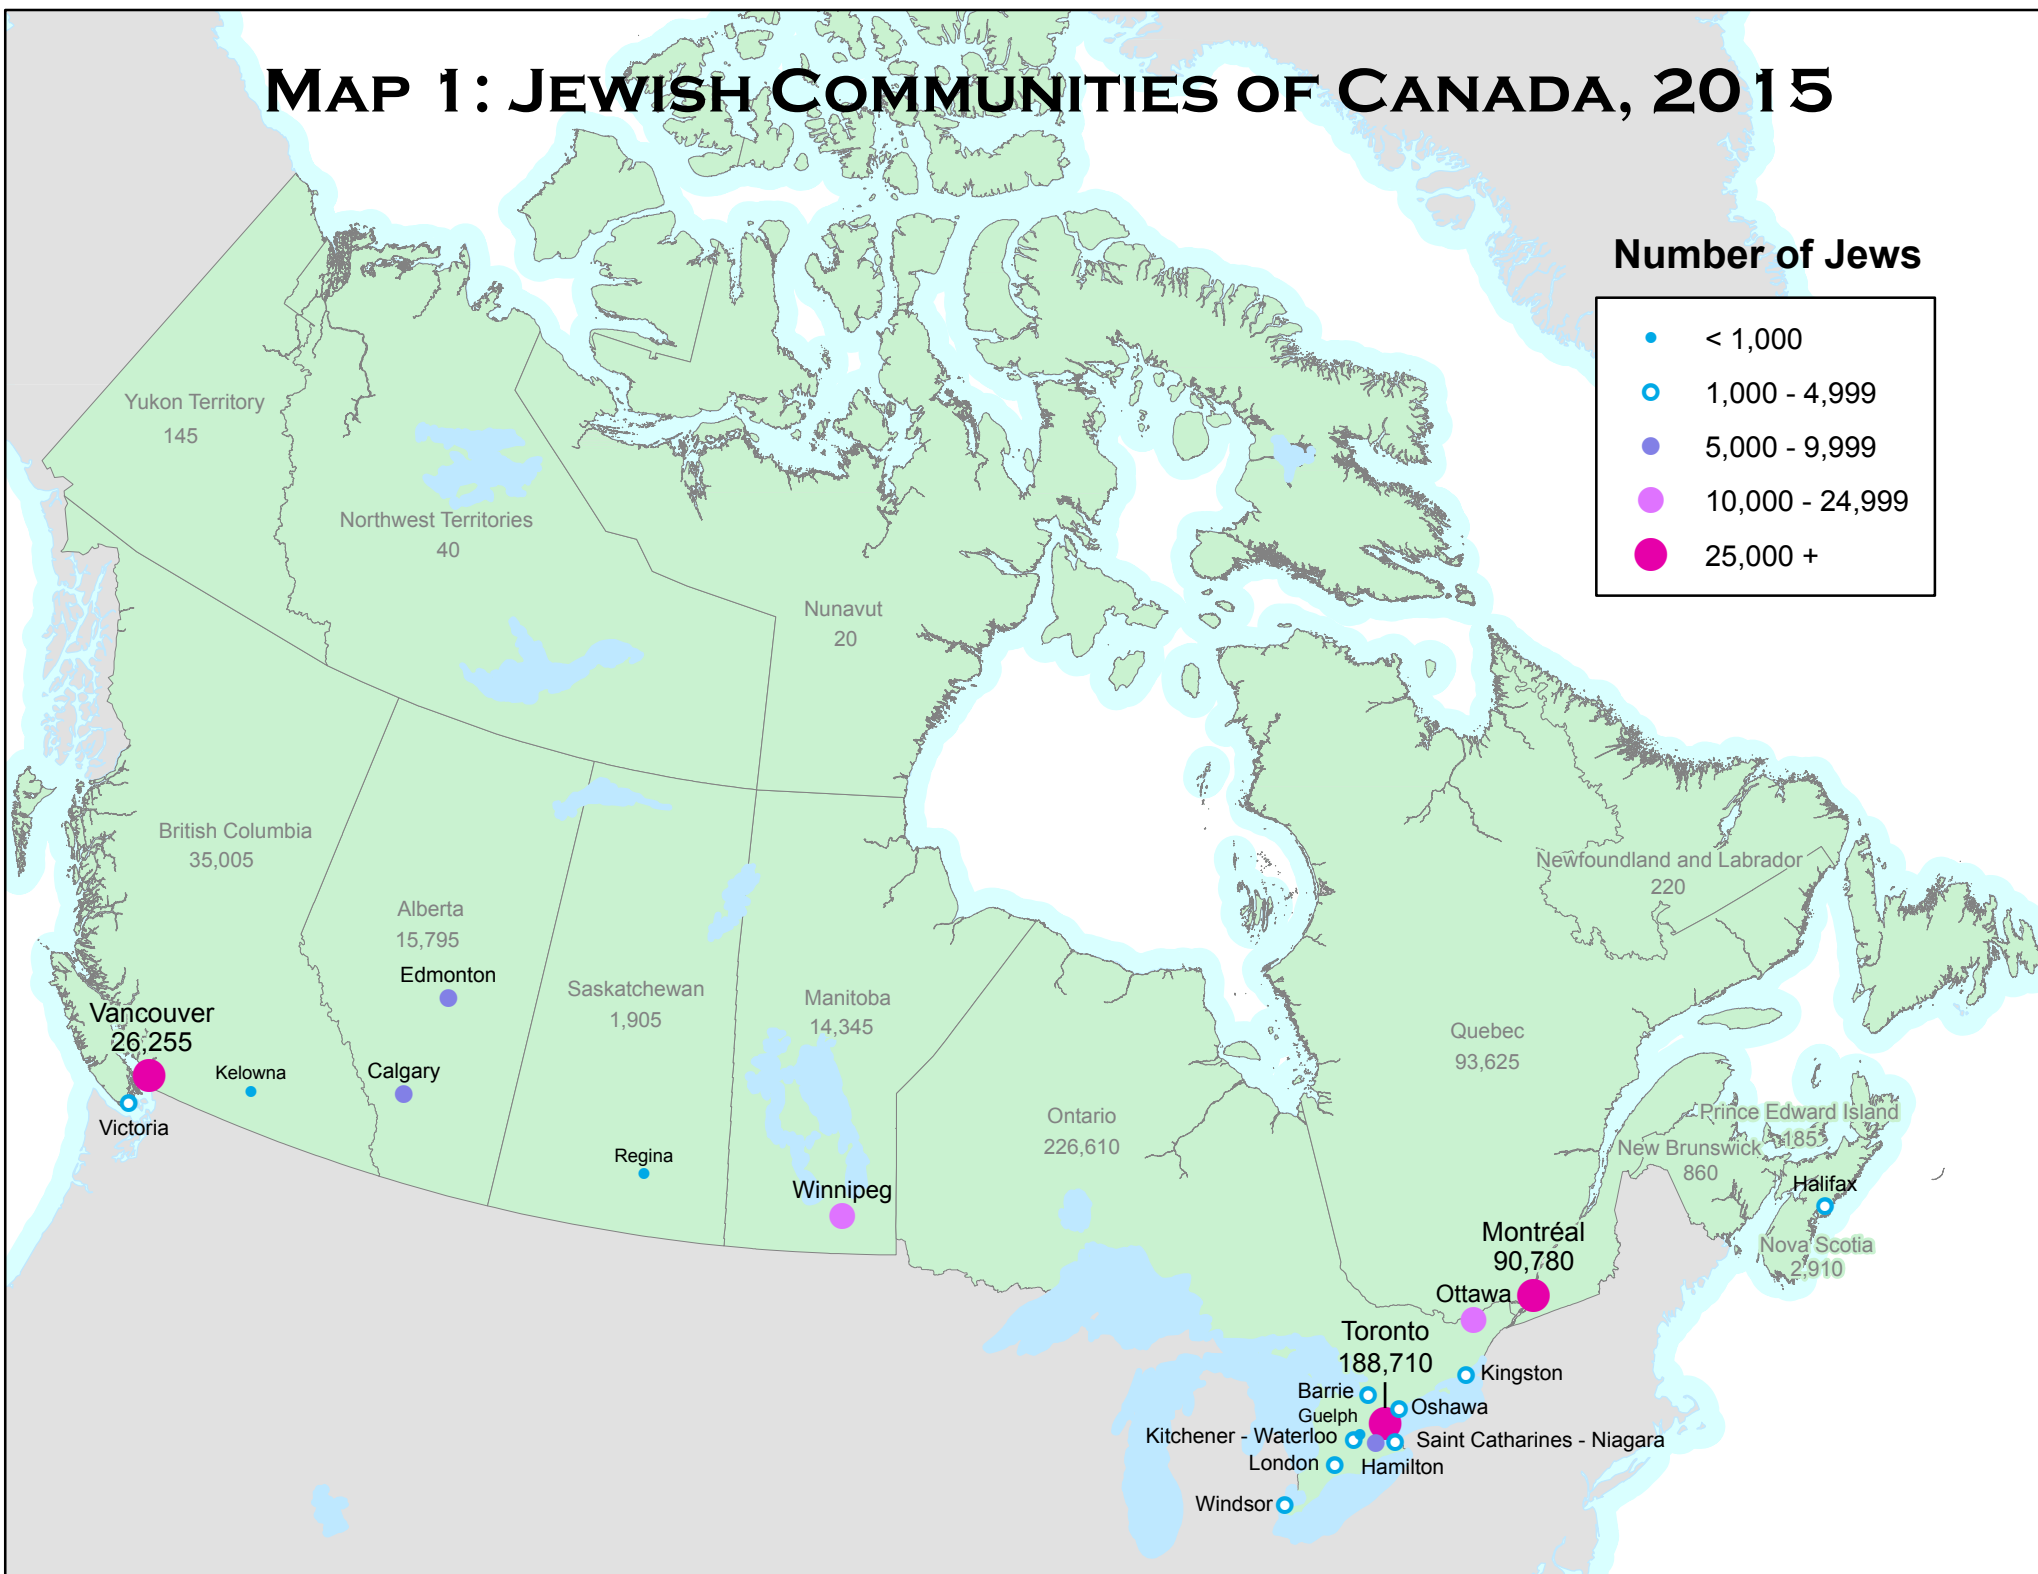 MAP 1: JEWISH COMMUNITIES OF CANADA, 2015
Number of Jews
< 1,000
1,000 - 4,999
5,000 - 9,999
10,000 - 24,999
25,000 +
Yukon Territory
145
Northwest Territories
40
Nunavut
20
British Columbia
35,005
Alberta
15,795
Edmonton
Saskatchewan
1,905
Manitoba
14,345
Newfoundland and Labrador
220
Vancouver
26,255
Kelowna
Calgary
Victoria
Regina
Winnipeg
Ontario
226,610
Quebec
93,625
Prince Edward Island
185
New Brunswick
860
Halifax
Nova Scotia
2,910
Montréal
90,780
Ottawa
Toronto
188,710
Kingston
Barrie
Oshawa
Guelph
Kitchener - Waterloo
Saint Catharines - Niagara
London
Hamilton
Windsor